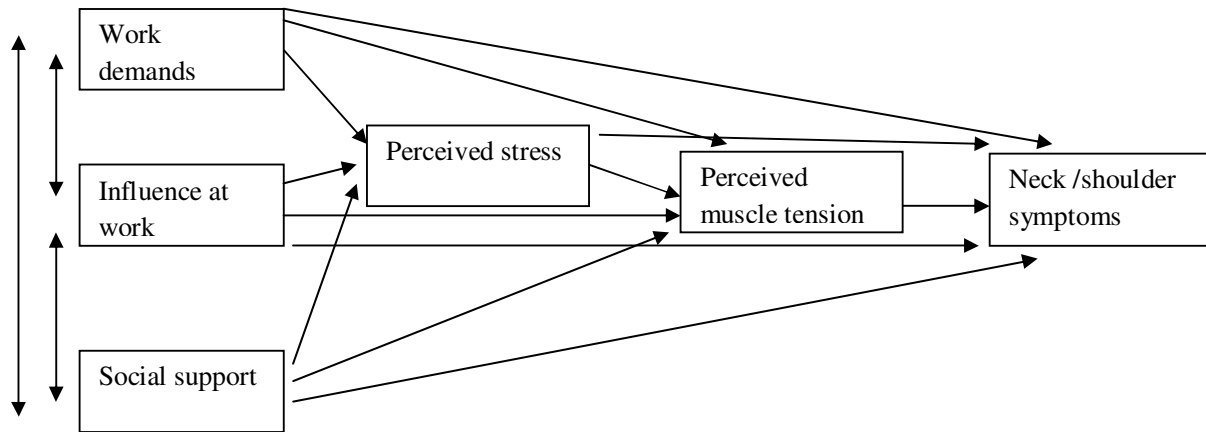 Work
demands
Perceived stress
Influence at
work
Perceived
muscle tension
Neck /shoulder
symptoms
Social support